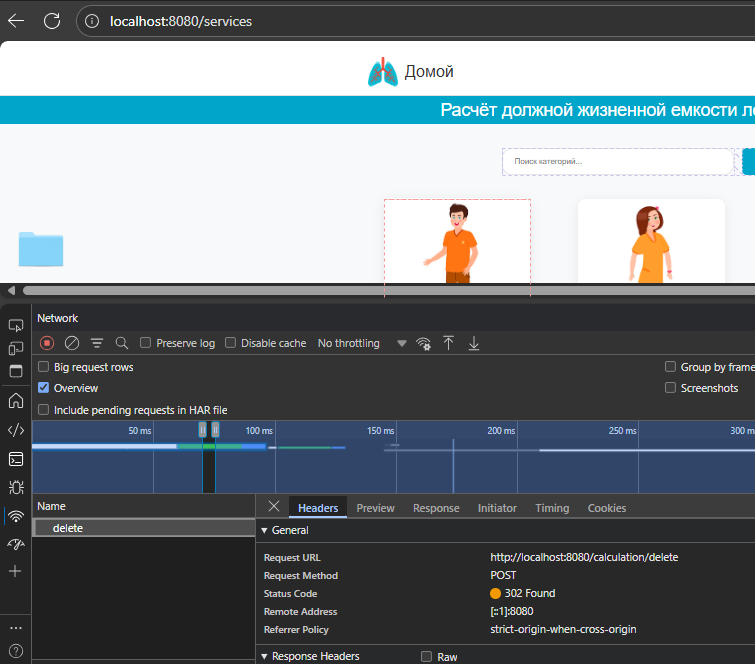 localhost:8080/services
Домой
Расчёт должной жизненной емкости
Поиск категорий...
Network
Preserve log Disable cache No throttling
Big request rows Group by frame
Overview Screenshots
Include pending requests in HAR file
50 ms 100 ms 150 ms 200 ms 250 ms 300 m
Name Headers Preview Response Initiator Timing Cookies
delete General
Request URL http://localhost:8080/calculation/delete
Request Method POST
Status Code 302 Found
Remote Address [::1]:8080
Referrer Policy strict-origin-when-cross-origin
Response Headers Raw